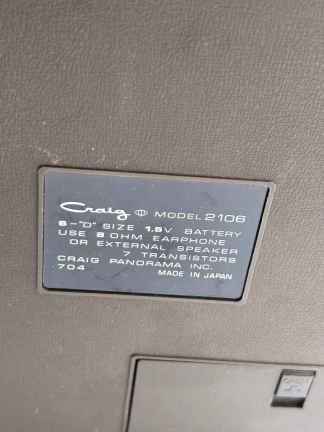 Craig MODEL 2106
6-"D" SIZE 1.5V BATTERY
USE 8 OHM EARPHONE
OR EXTERNAL SPEAKER
7 TRANSISTORS
CRAIG PANORAMA INC.
704 MADE IN JAPAN
OPEN